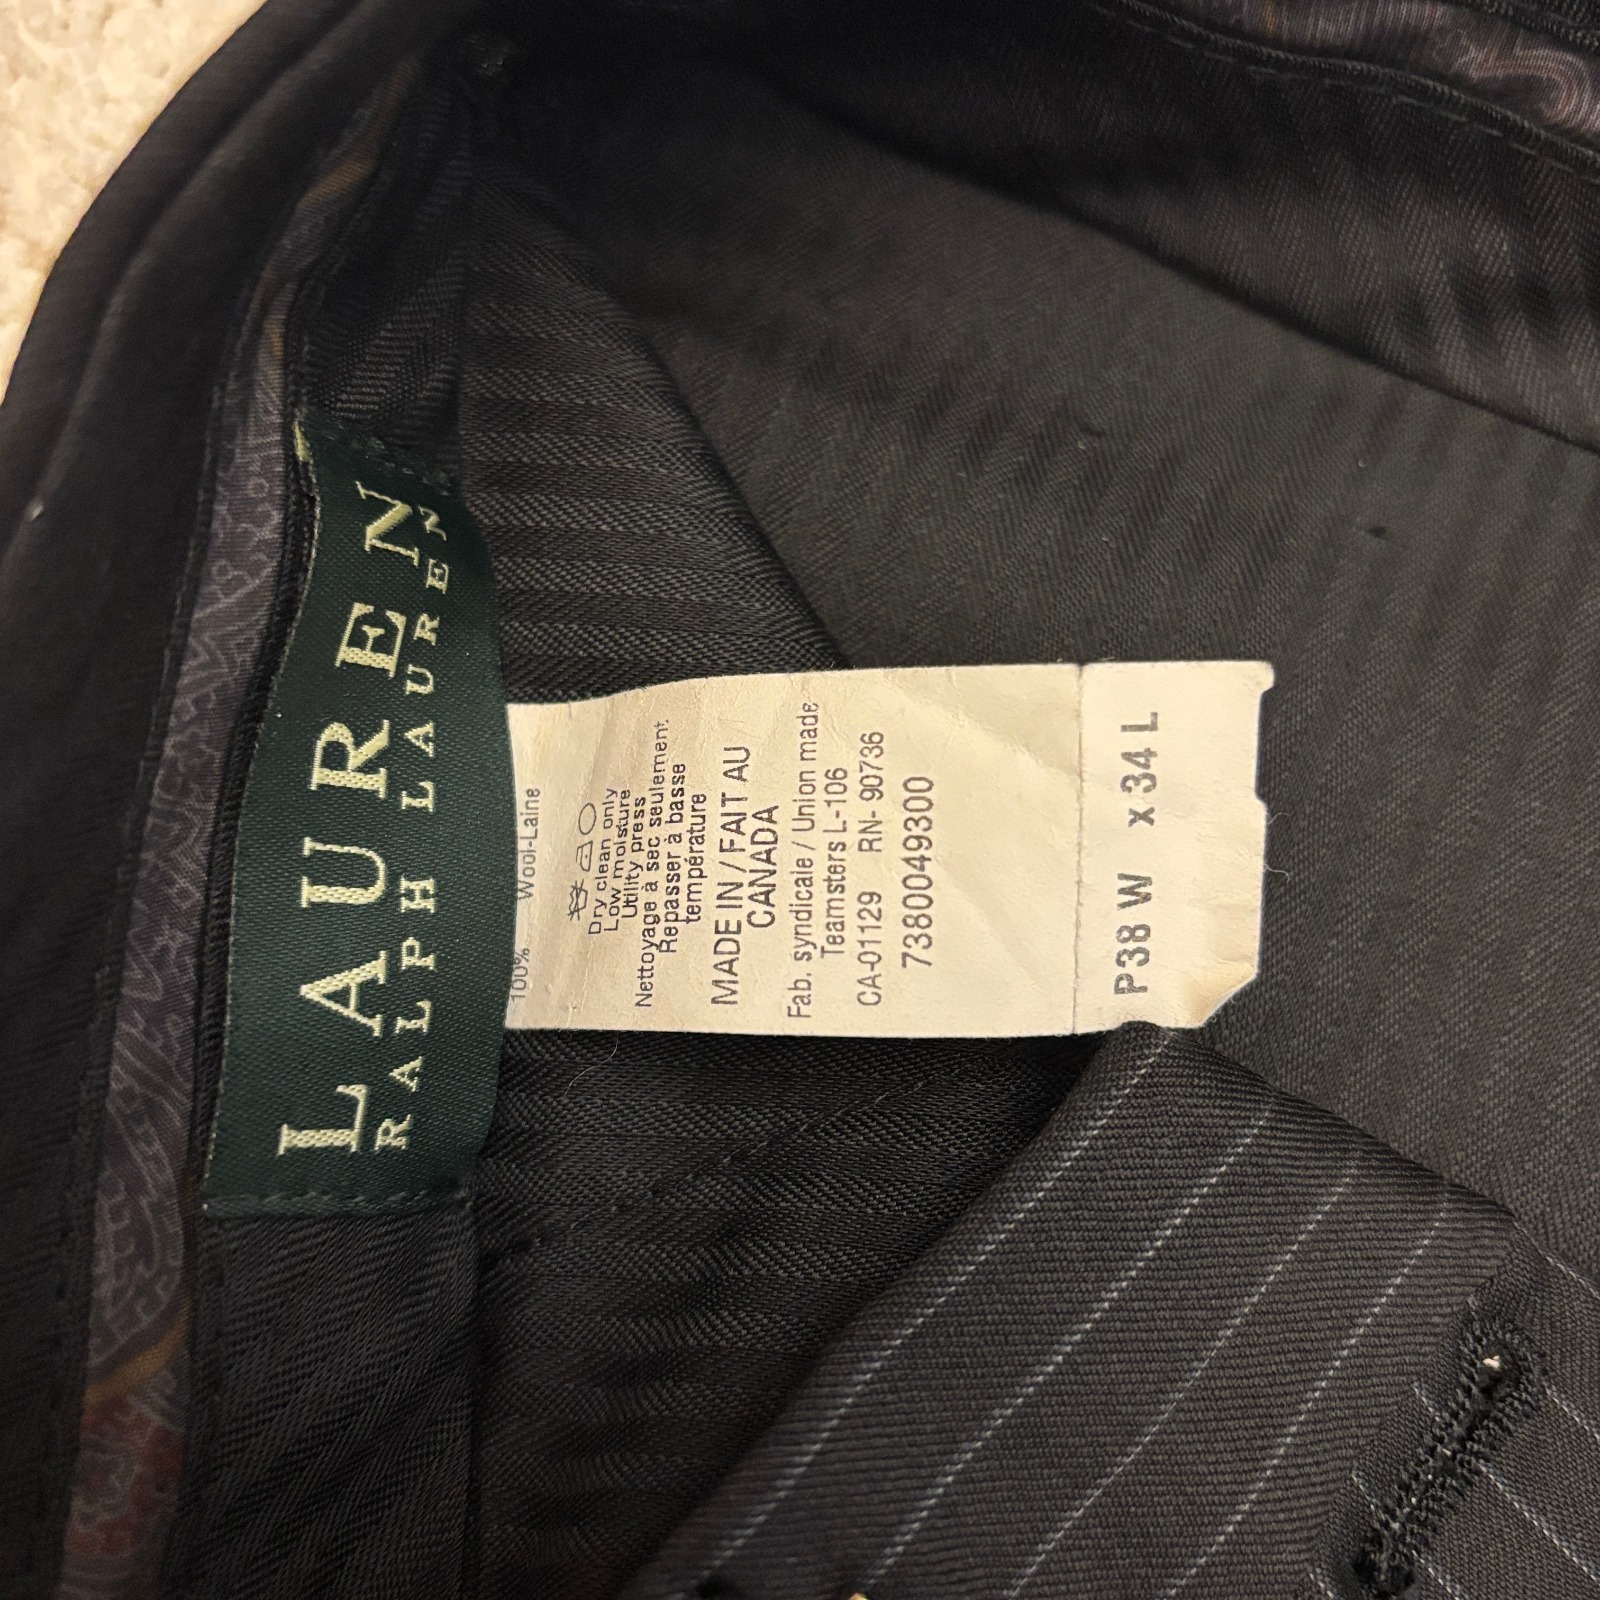 LAUREN
RALPH LAUREN
100% Wool-Laine
Dry clean only
Low moisture
Utility press
Nettoyage à sec seulement.
Repasser à basse
température
MADE IN / FAIT AU
CANADA
Fab. syndicale / Union made
Teamsters L-106
CA-01129 RN- 90736
7380049300
P38 W x 34 L